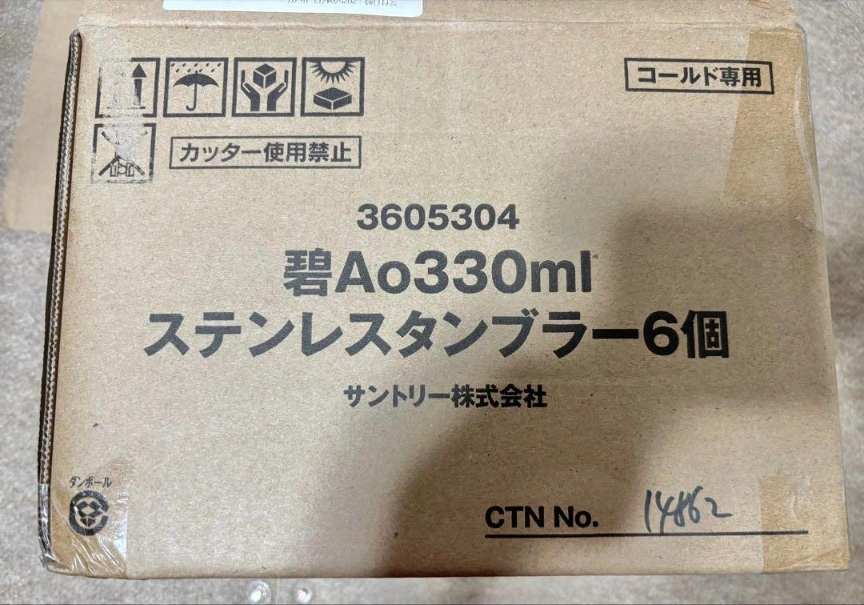 コールド専用
カッター使用禁止
3605304
碧Ao330ml
ステンレスタンブラー6個
サントリー株式会社
ダンボール
CTN No. 14862